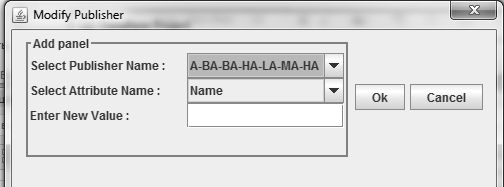 Modify Publisher
Add panel
Select Publisher Name : A-BA-BA-HA-LA-MA-HA
Select Attribute Name : Name
Enter New Value :
Ok Cancel